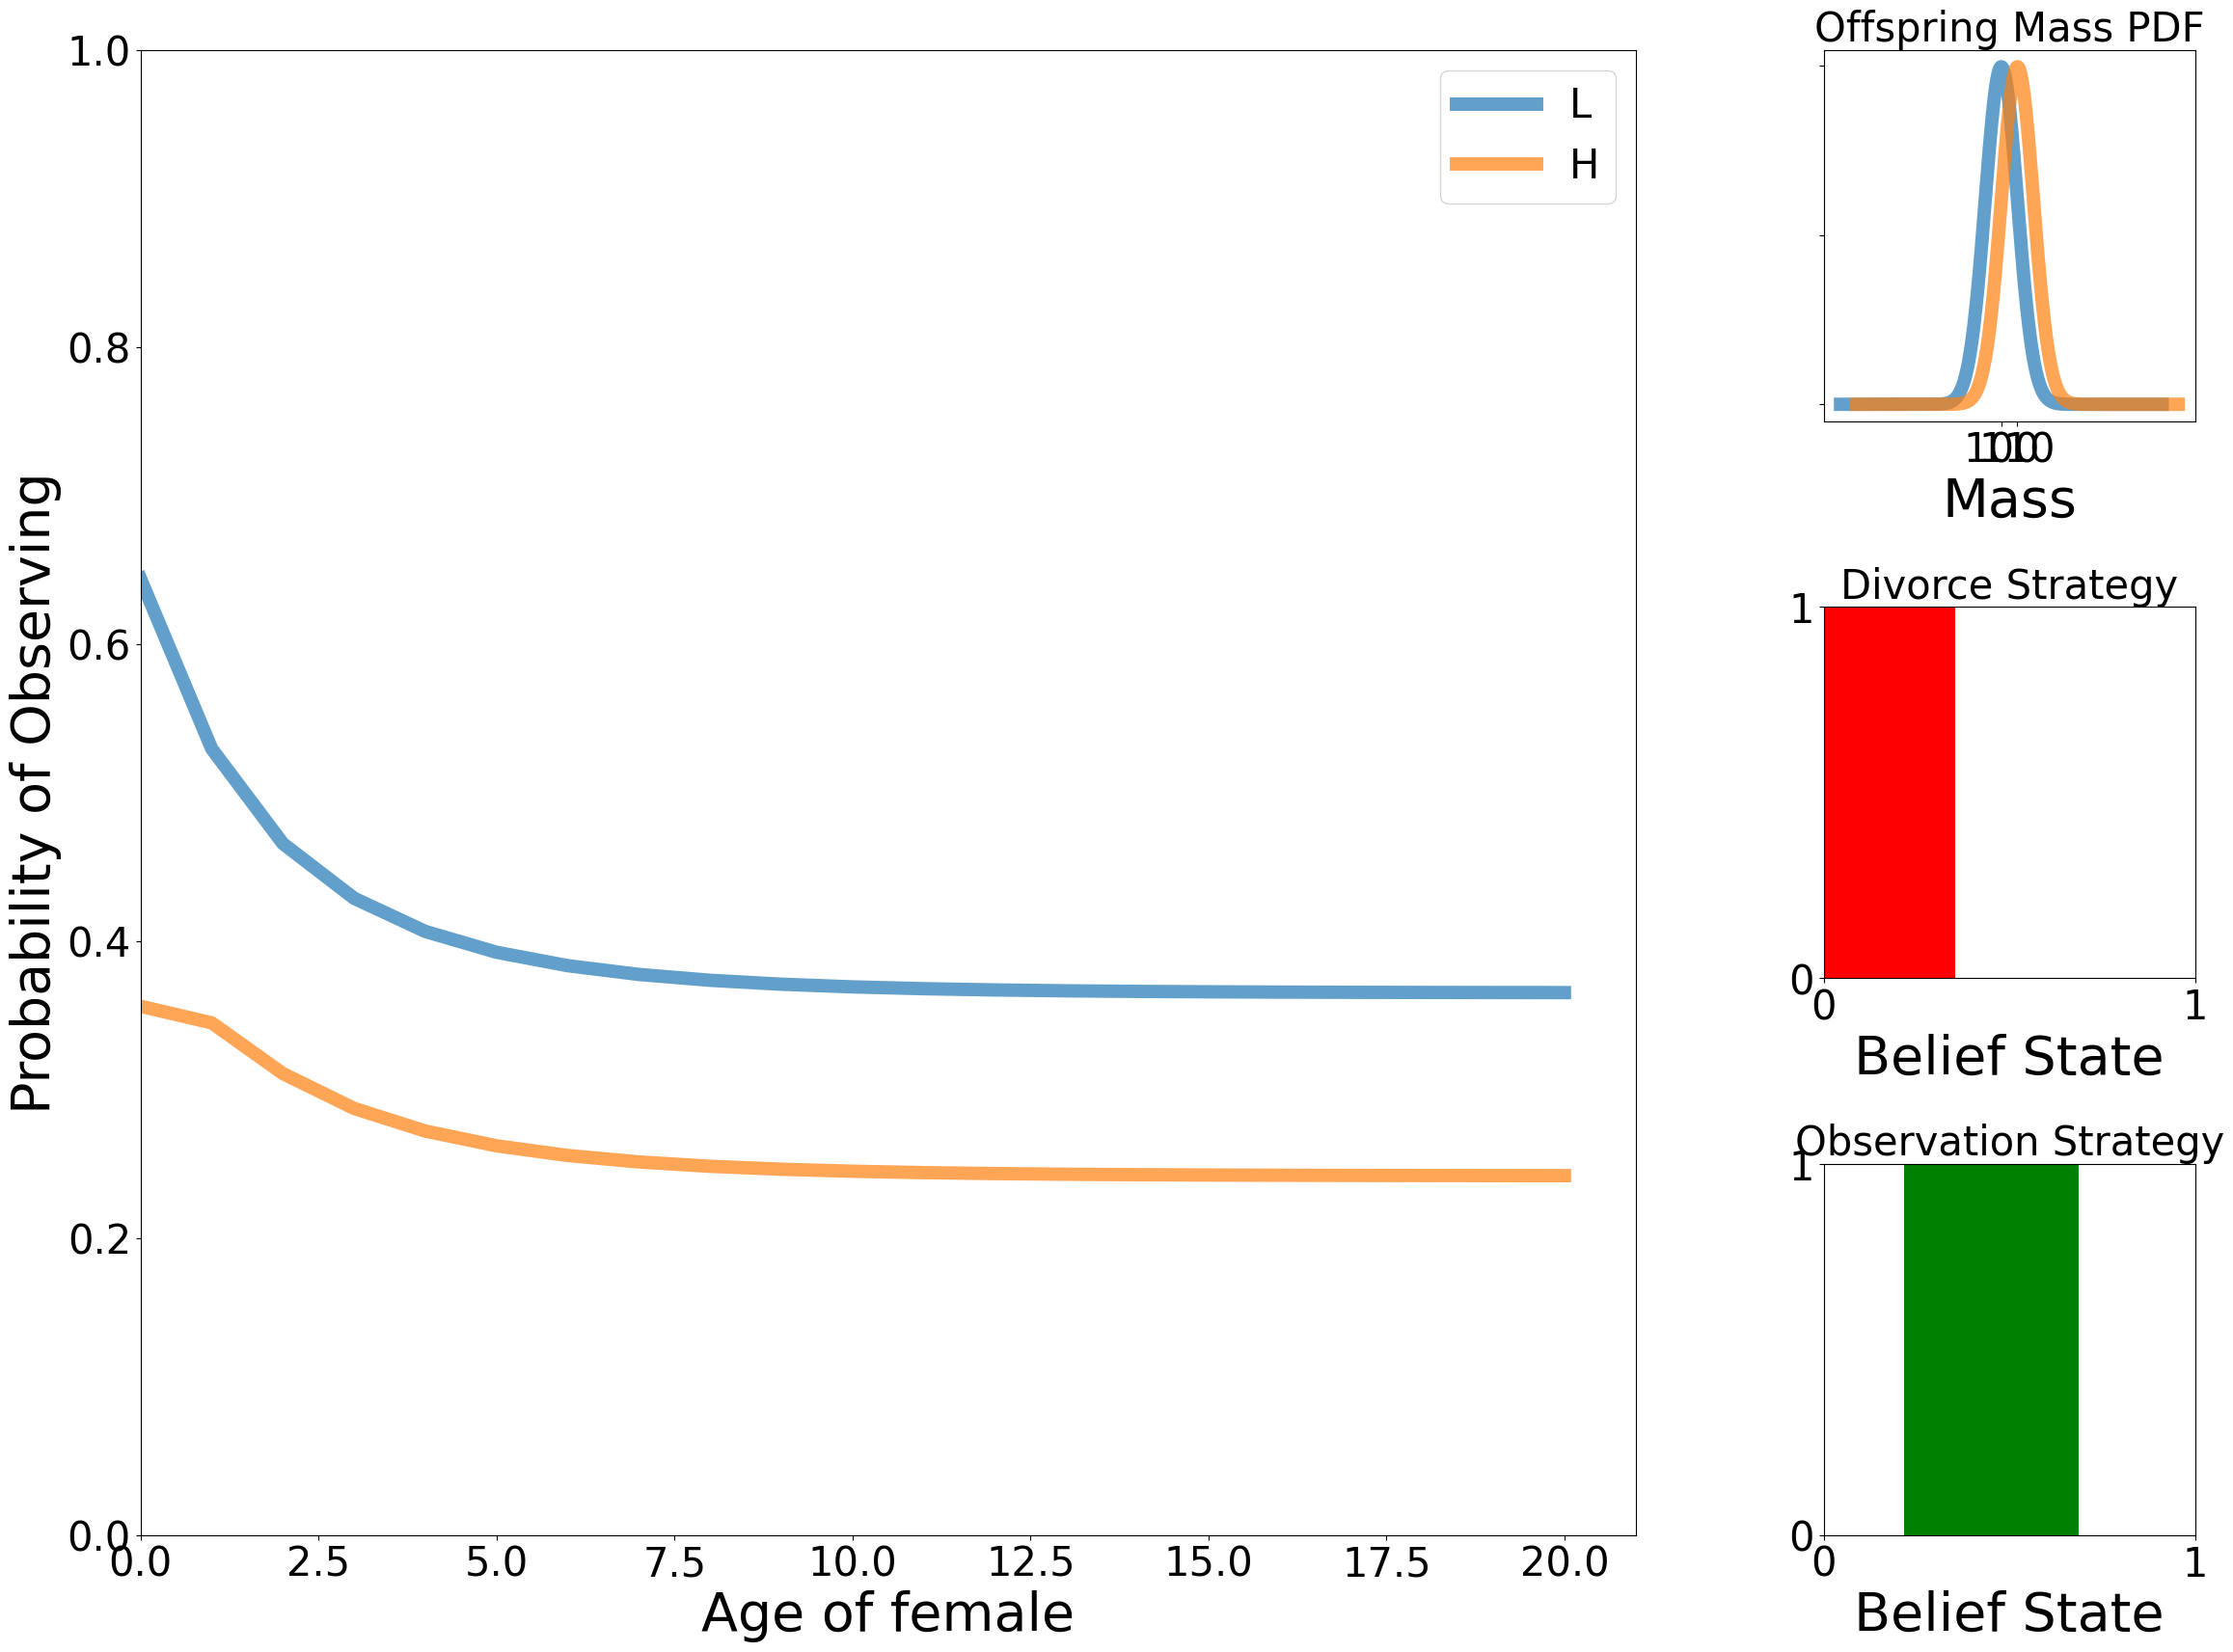 Probability of Observing
1.0
0.8
0.6
0.4
0.2
0.0
0.0 2.5 5.0 7.5 10.0 12.5 15.0 17.5 20.0
Age of female
L
H
Offspring Mass PDF
100 110
Mass
Divorce Strategy
1
0
0 1
Belief State
Observation Strategy
1
0
0 1
Belief State